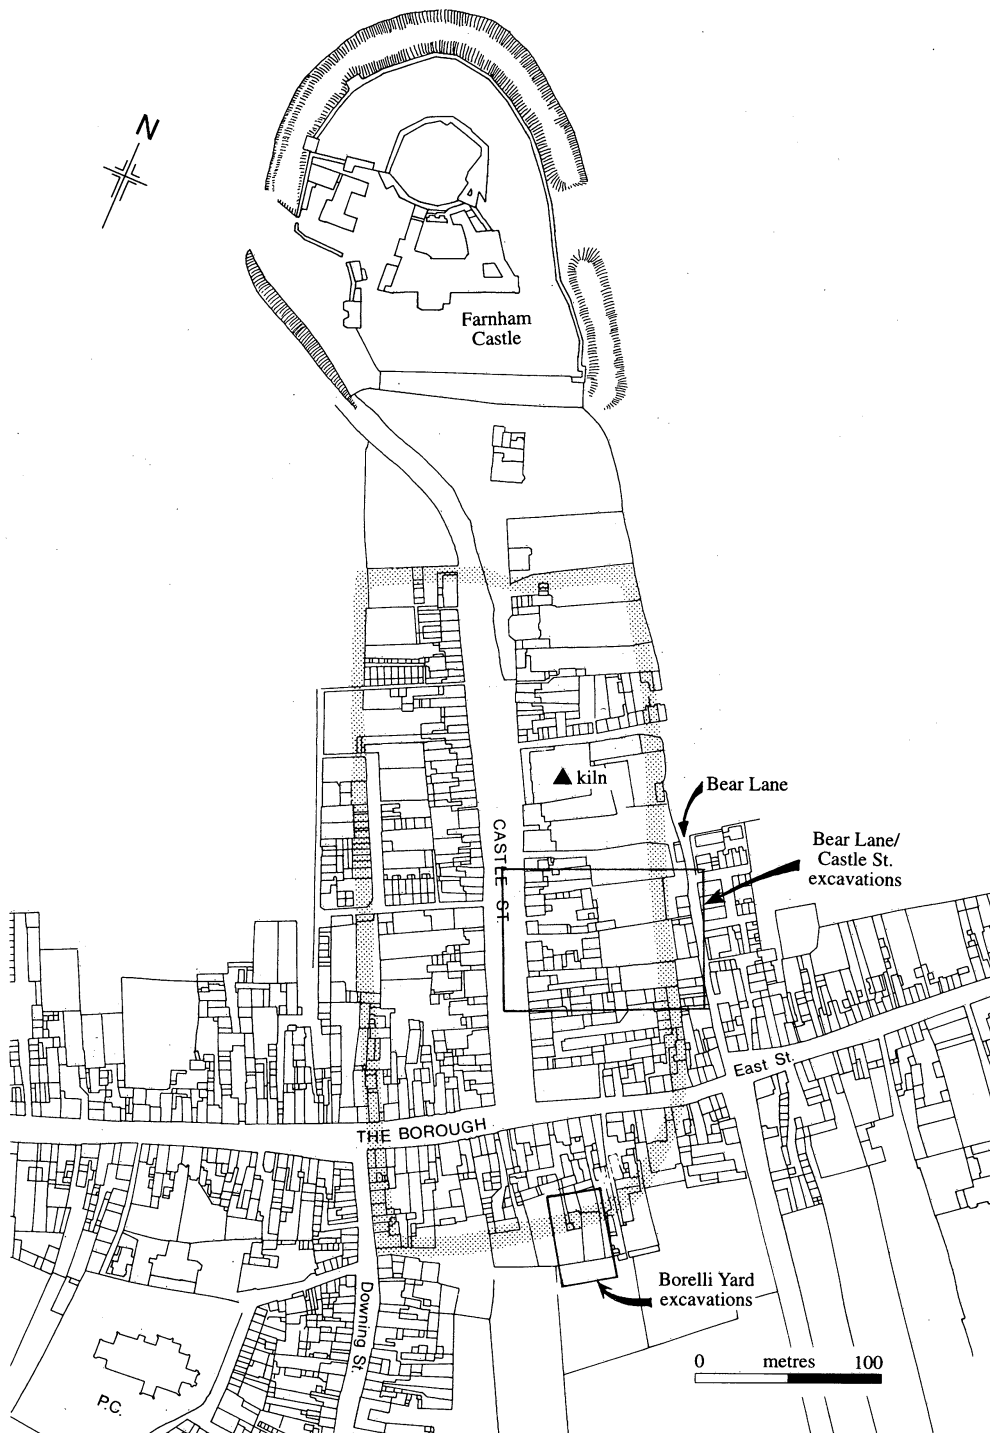 N
Farnham
Castle
kiln
Bear Lane
CASTLE ST
Bear Lane/
Castle St.
excavations
East St.
THE BOROUGH
Borelli Yard
excavations
Downing St.
0 metres 100
P.C.